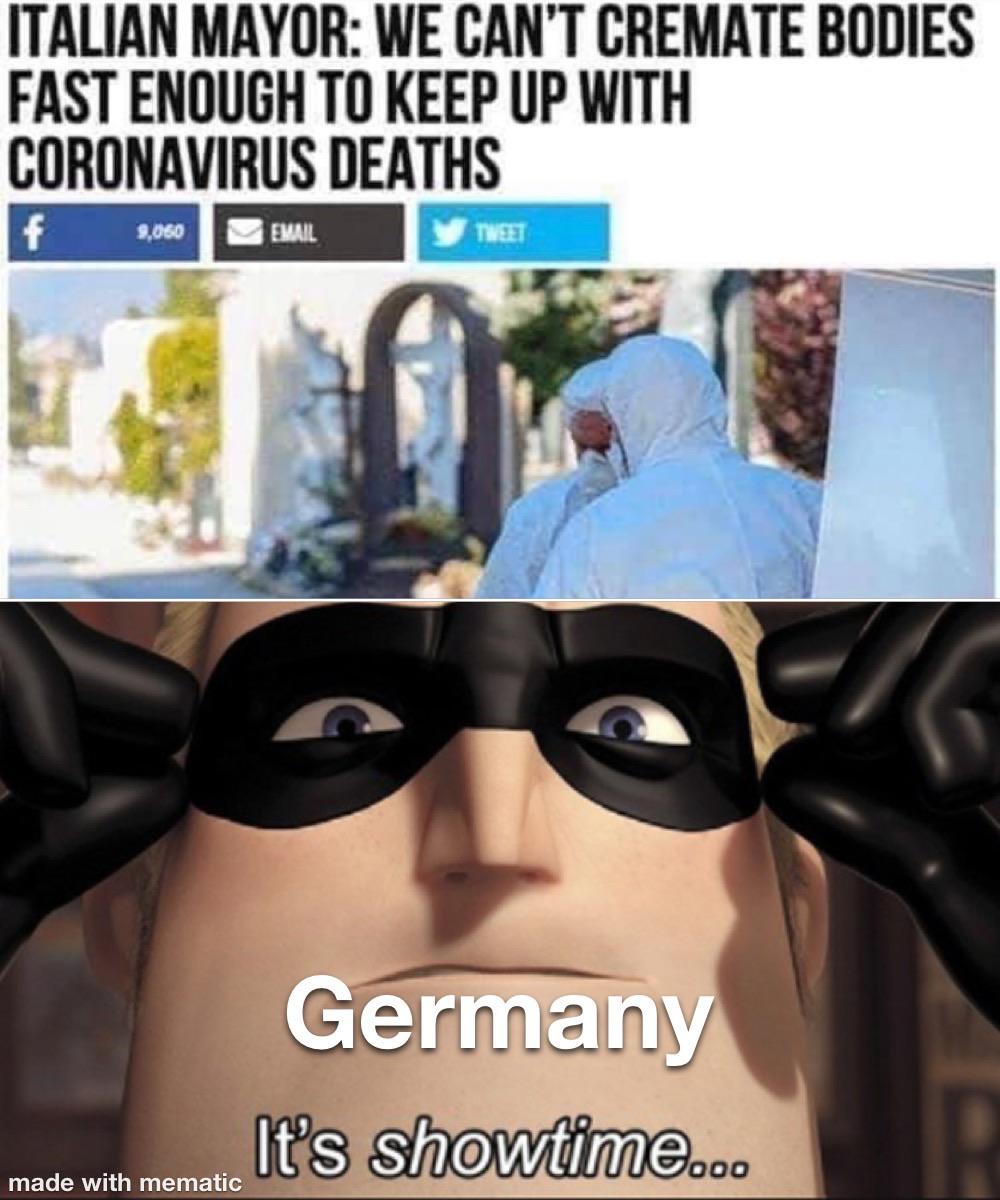 ITALIAN MAYOR: WE CAN'T CREMATE BODIES
FAST ENOUGH TO KEEP UP WITH
CORONAVIRUS DEATHS
f 9,060 EMAIL TWEET
Germany
It's showtime...
made with mematic